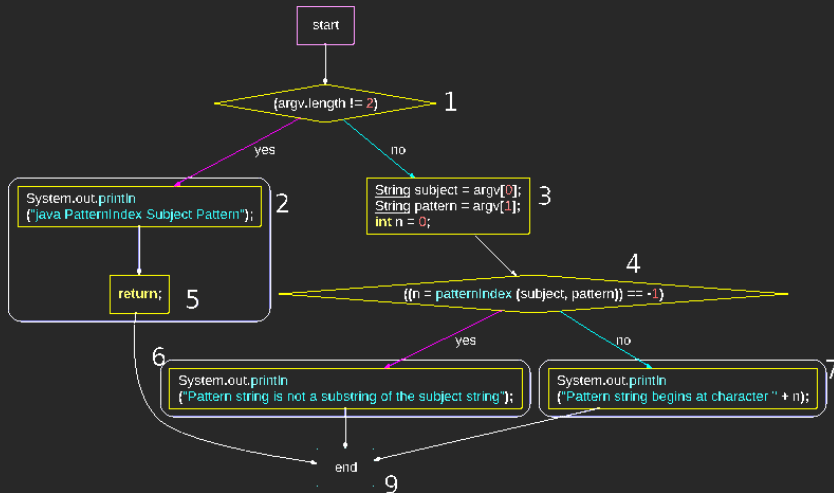 start
(argv.length != 2)
1
yes
no
System.out.println
("java PatternIndex Subject Pattern");
2
String subject = argv[0];
String pattern = argv[1];
int n = 0;
3
return;
5
4
((n = patternIndex (subject, pattern)) == -1)
yes
no
6
System.out.println
("Pattern string is not a substring of the subject string");
7
System.out.println
("Pattern string begins at character " + n);
end
9